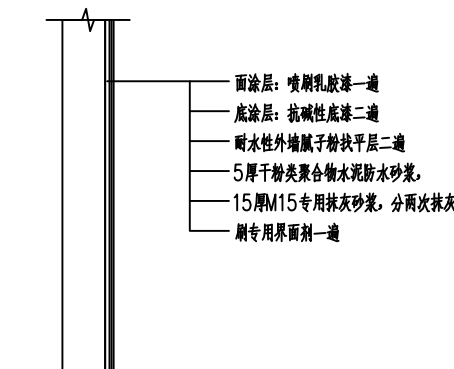 面涂层：喷刷乳胶漆一遍
底涂层：抗碱性底漆二遍
耐水性外墙腻子粉找平层二遍
5厚干粉类聚合物水泥防水砂浆，
15厚M15专用抹灰砂浆，分两次抹灰
刷专用界面剂一遍